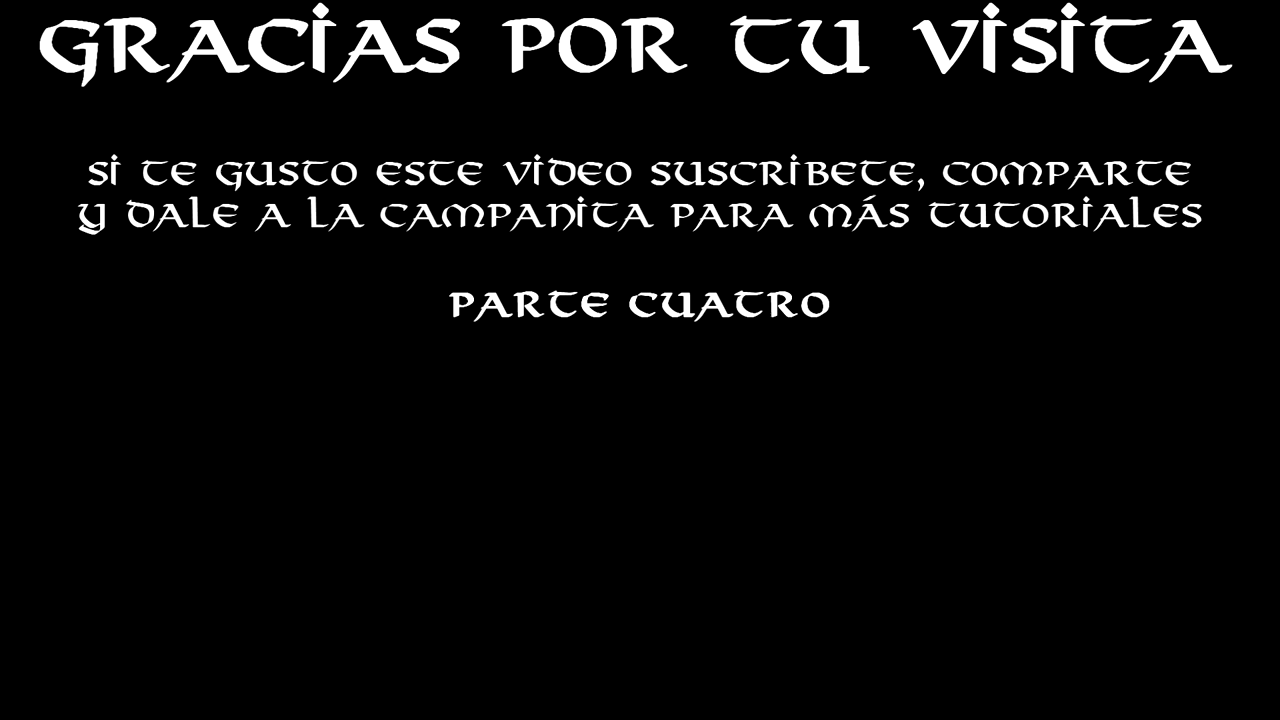 GRACIAS POR TU VISITA
SI TE GUSTO ESTE VIDEO SUSCRIBETE, COMPARTE
Y DALE A LA CAMPANITA PARA MÁS TUTORIALES
PARTE CUATRO